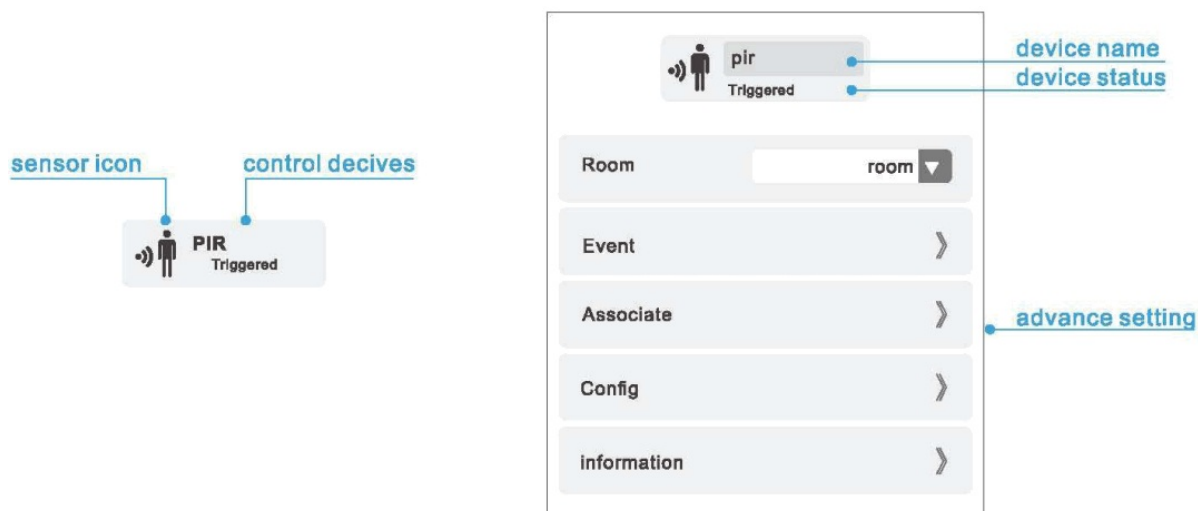 sensor icon
control decives
PIR
Triggered
pir
Triggered
device name
device status
Room
room
Event
Associate
Config
information
advance setting